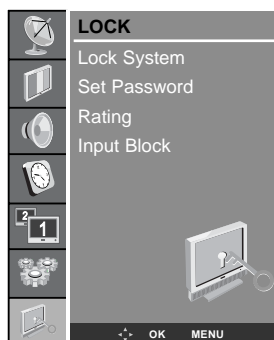 LOCK
Lock System
Set Password
Rating
Input Block
2
1
OK MENU